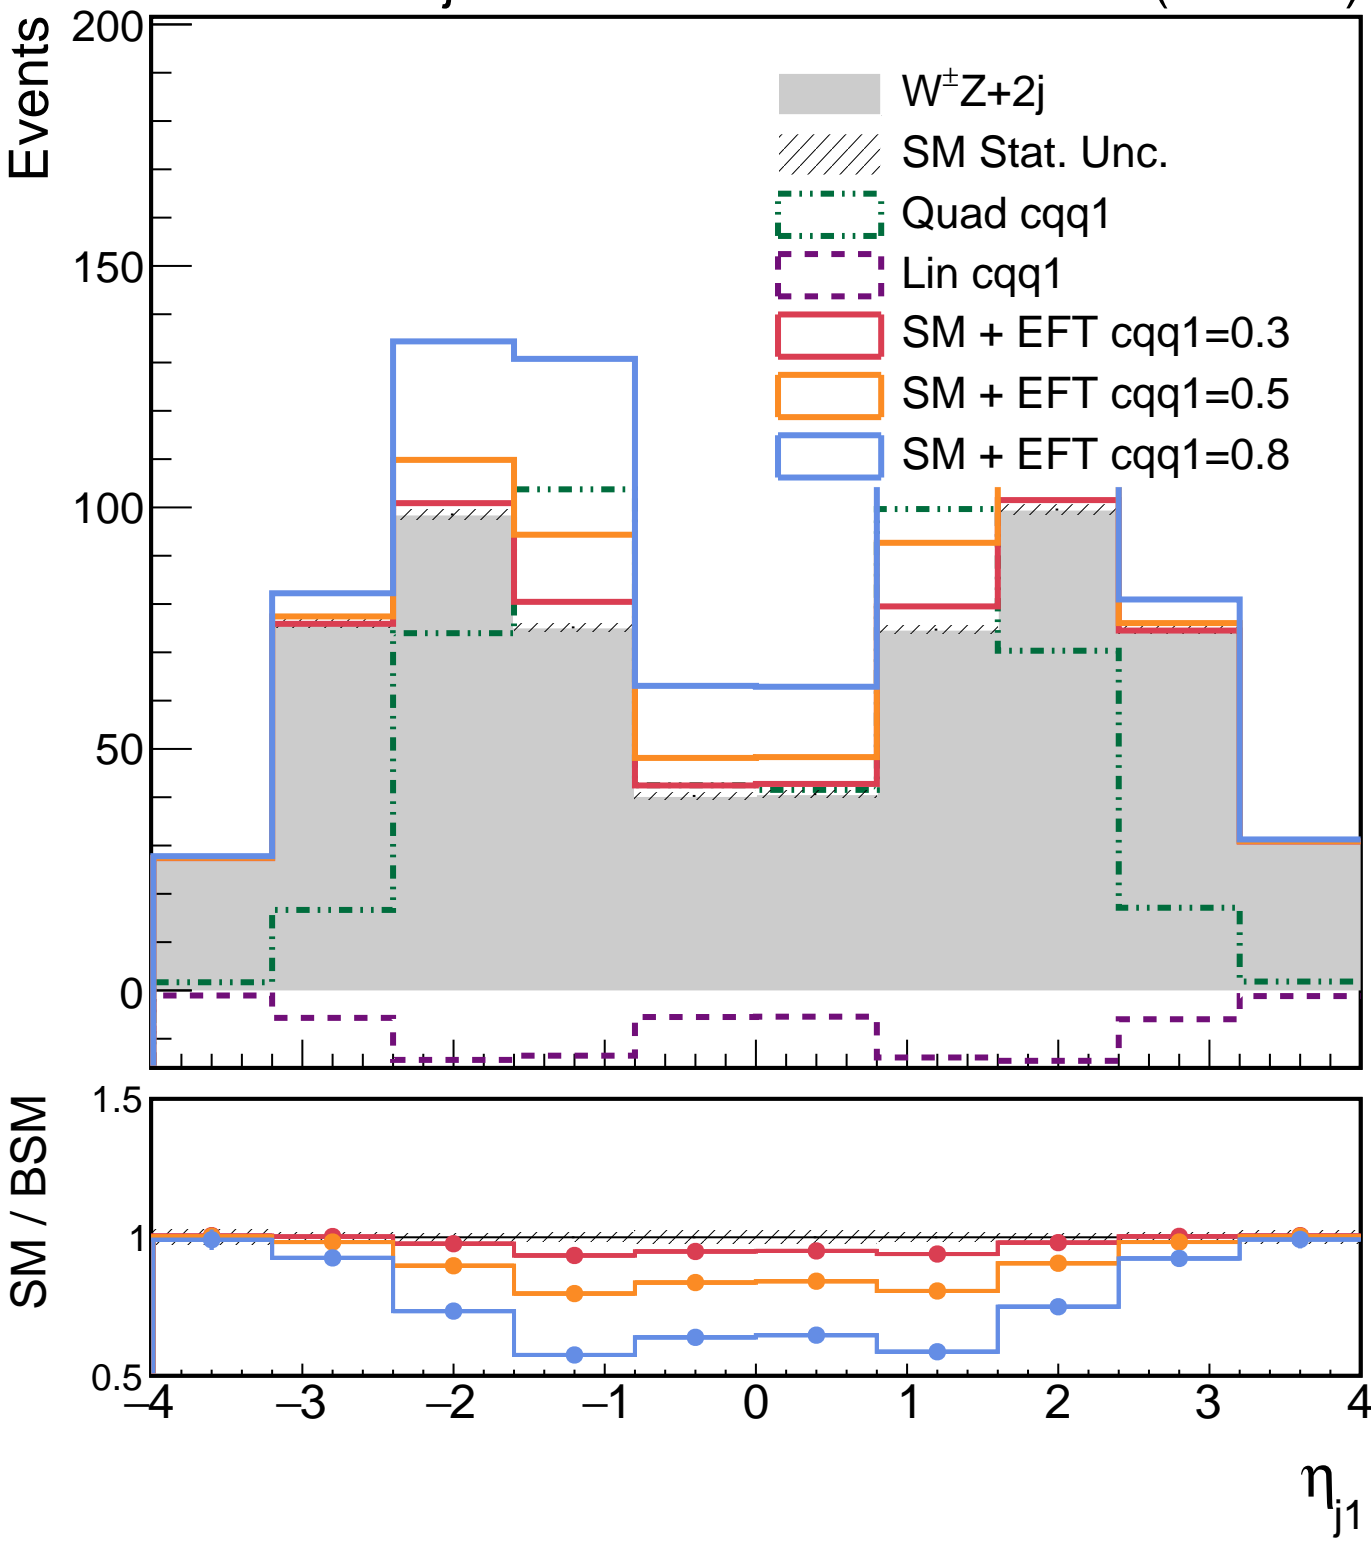 Events
200
150
100
50
0
W±Z+2j
SM Stat. Unc.
Quad cqq1
Lin cqq1
SM + EFT cqq1=0.3
SM + EFT cqq1=0.5
SM + EFT cqq1=0.8
SM / BSM
1.5
1
0.5
−4 −3 −2 −1 0 1 2 3 4
η_j1